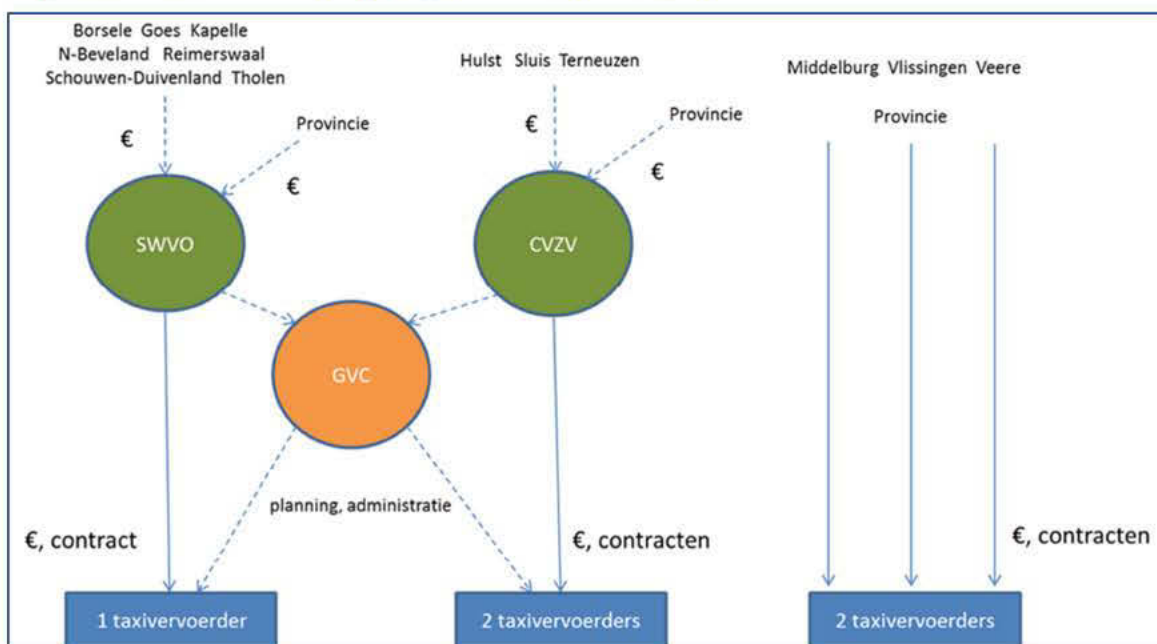 Borsele Goes Kapelle
N-Beveland Reimerswaal
Schouwen-Duivenland Tholen
Hulst Sluis Terneuzen
Middelburg Vlissingen Veere
Provincie
€
Provincie
€
Provincie
€
€
SWVO
CVZV
GVC
planning, administratie
€, contract
€, contracten
€, contracten
1 taxivervoerder
2 taxivervoerders
2 taxivervoerders